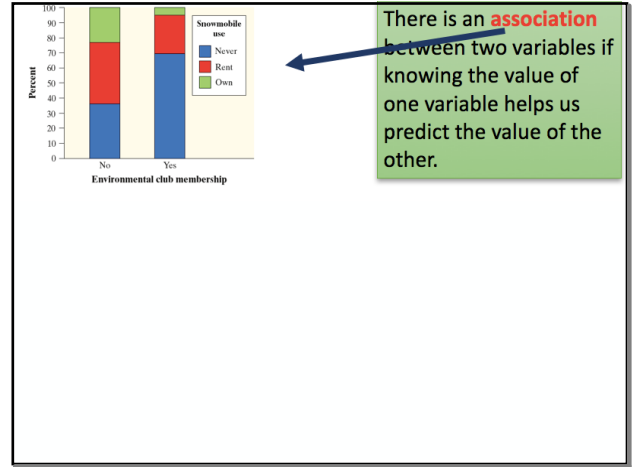 100
90
80
70
60
50
40
30
20
10
0
Percent
No
Yes
Environmental club membership
Snowmobile
use
Never
Rent
Own
There is an association
between two variables if
knowing the value of
one variable helps us
predict the value of the
other.